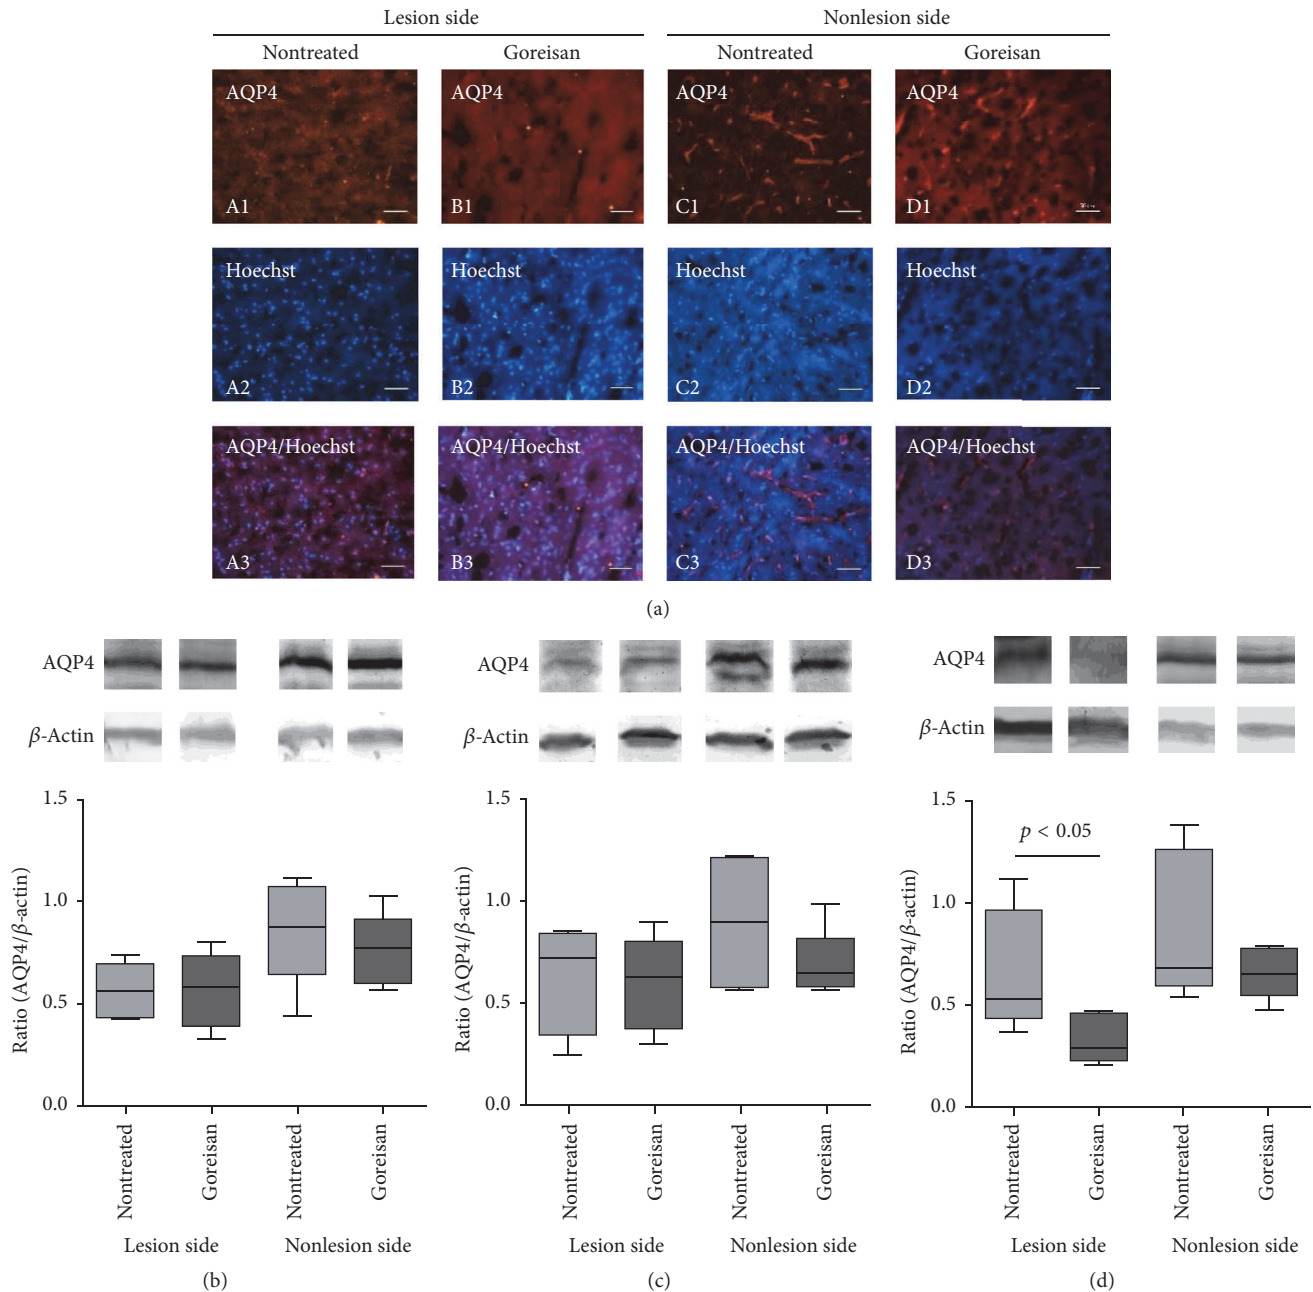 Lesion side Nonlesion side
Nontreated Goreisan Nontreated Goreisan
AQP4 AQP4 AQP4 AQP4
A1 B1 C1 D1
Hoechst Hoechst Hoechst Hoechst
A2 B2 C2 D2
AQP4/Hoechst AQP4/Hoechst AQP4/Hoechst AQP4/Hoechst
A3 B3 C3 D3
(a)
AQP4
β-Actin
1.5
1.0
0.5
0.0
Ratio (AQP4/β-actin)
Nontreated
Goreisan
Nontreated
Goreisan
Lesion side Nonlesion side
(b)
AQP4
β-Actin
1.5
1.0
0.5
0.0
Ratio (AQP4/β-actin)
Nontreated
Goreisan
Nontreated
Goreisan
Lesion side Nonlesion side
(c)
AQP4
β-Actin
1.5
p < 0.05
1.0
0.5
0.0
Ratio (AQP4/β-actin)
Nontreated
Goreisan
Nontreated
Goreisan
Lesion side Nonlesion side
(d)